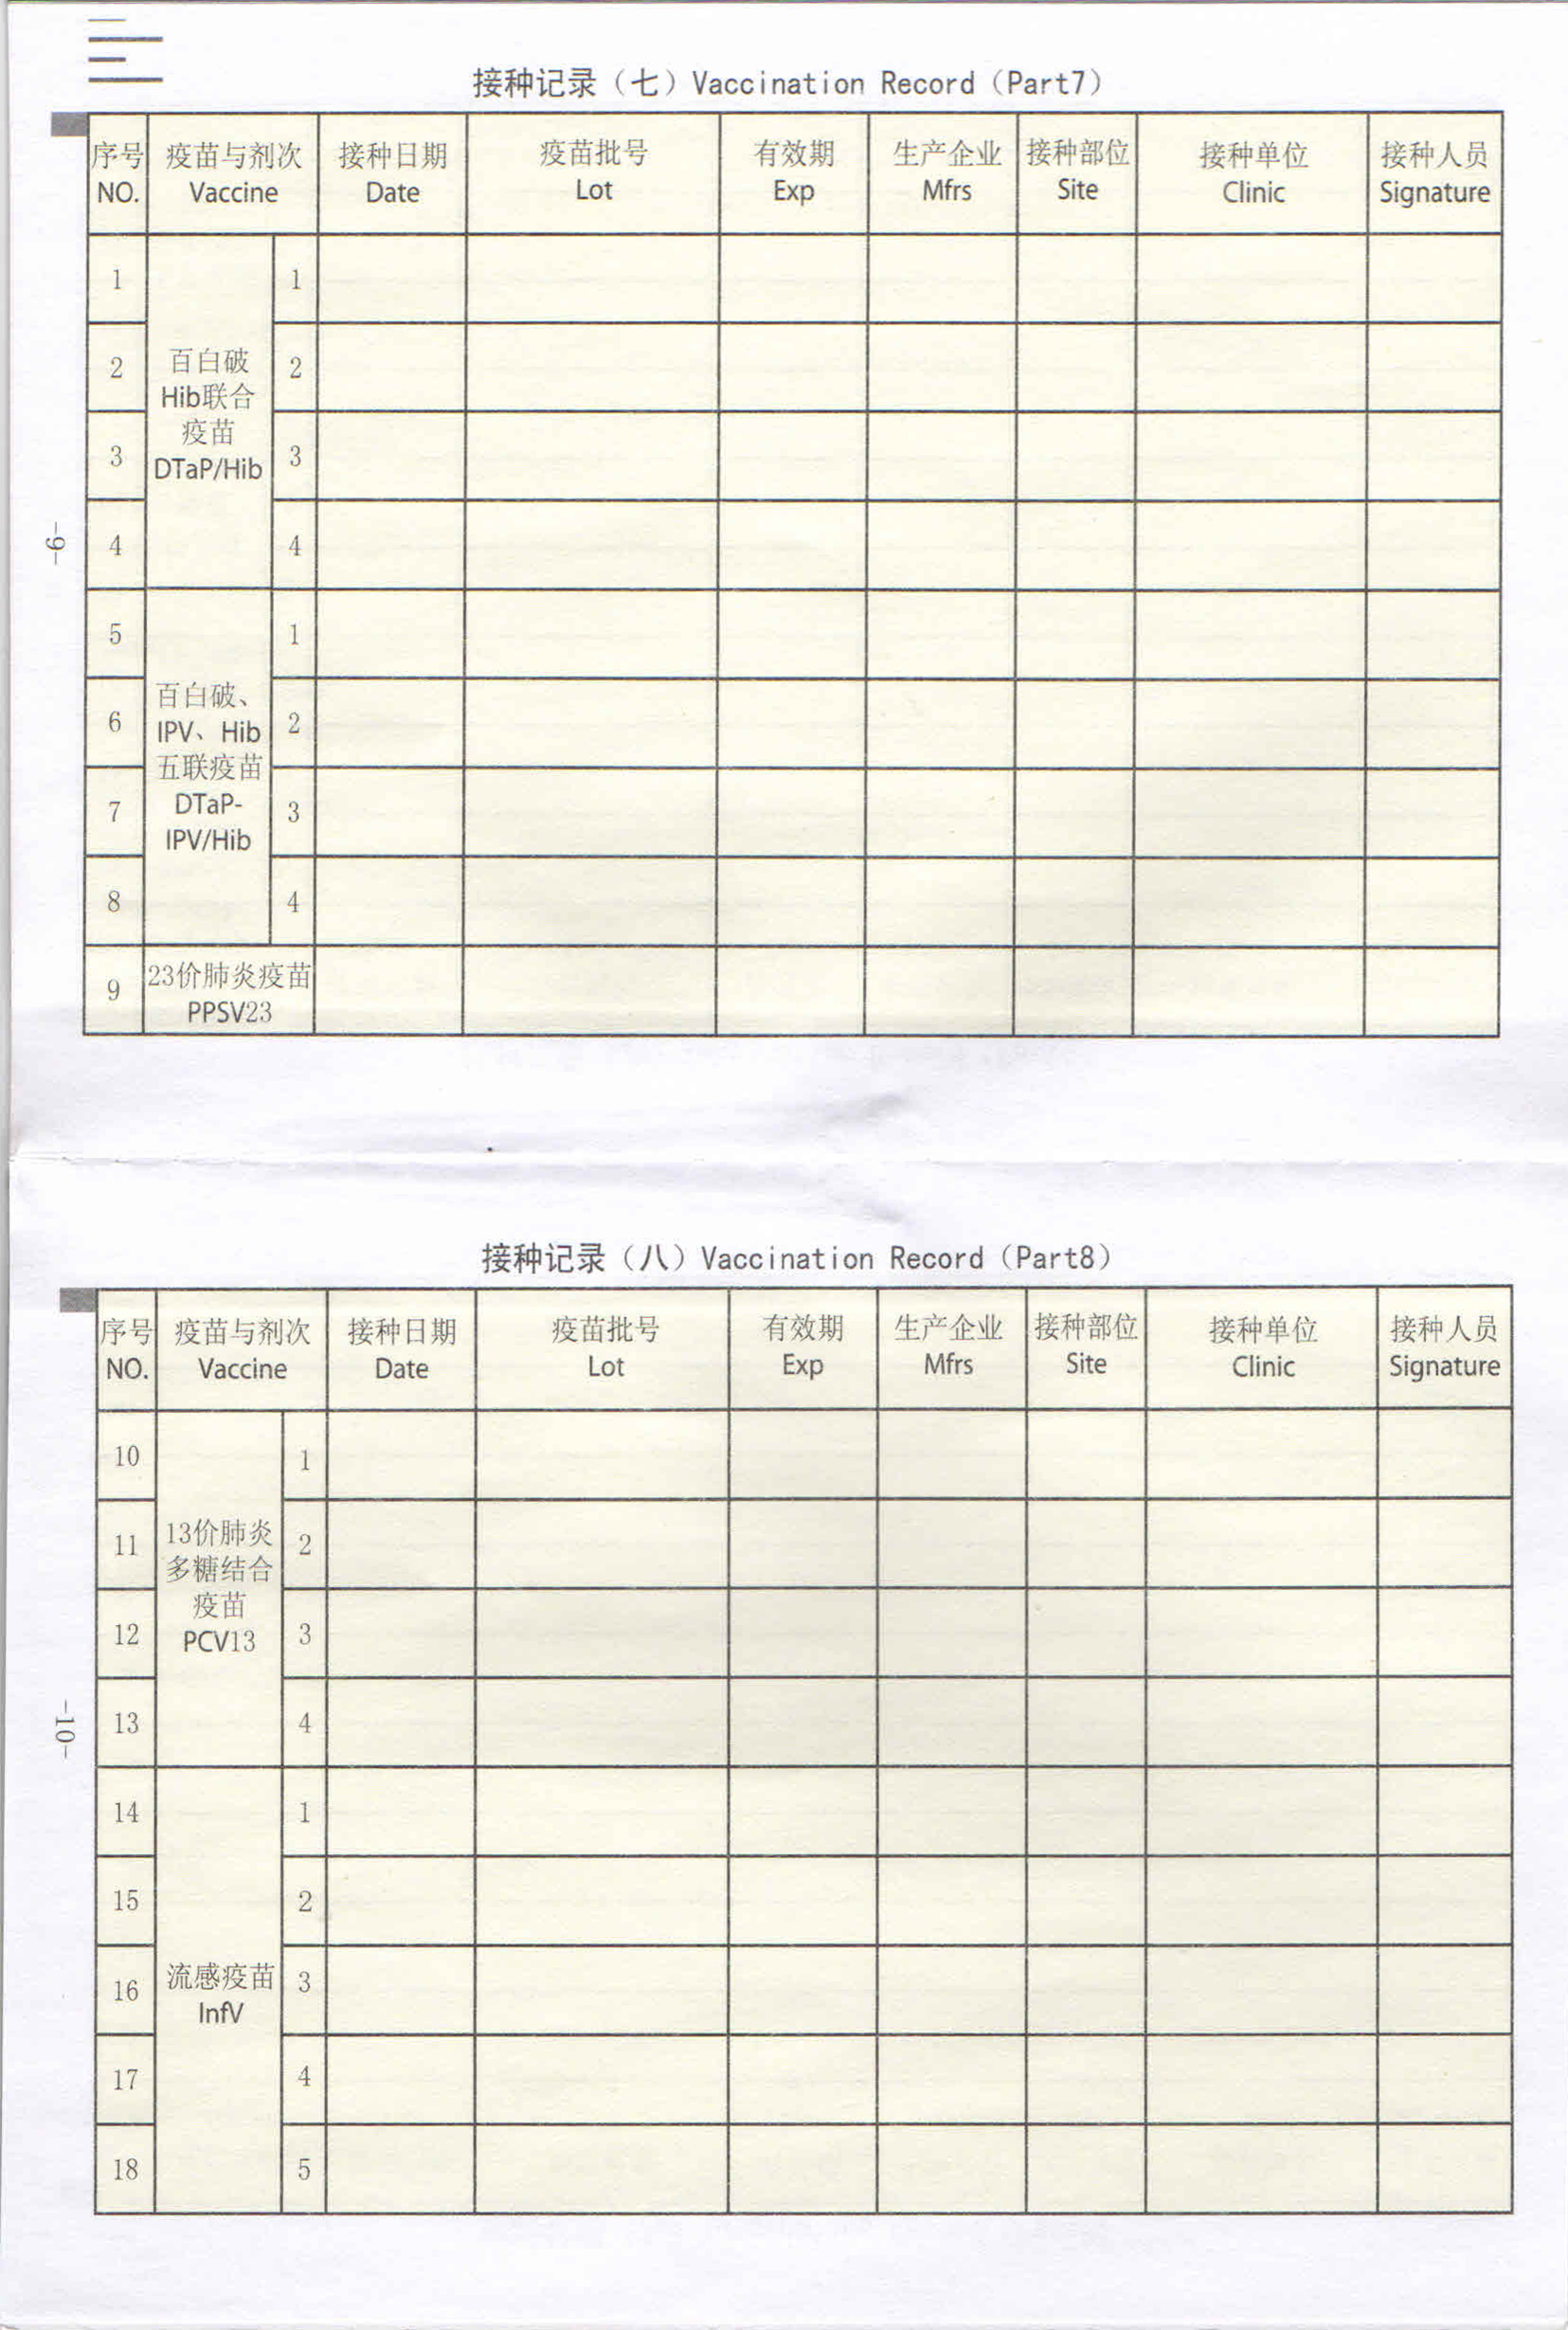 接种记录（七）Vaccination Record（Part7）
序号 疫苗与剂次 接种日期 疫苗批号 有效期 生产企业 接种部位 接种单位 接种人员
NO. Vaccine Date Lot Exp Mfrs Site Clinic Signature
1 1
2 百白破 2
Hib联合
疫苗
3 DTaP/Hib 3
4 4
-9-
5 1
百白破、
6 IPV、Hib 2
五联疫苗
7 DTaP- 3
IPV/Hib
8 4
9 23价肺炎疫苗
PPSV23
接种记录（八）Vaccination Record（Part8）
序号 疫苗与剂次 接种日期 疫苗批号 有效期 生产企业 接种部位 接种单位 接种人员
NO. Vaccine Date Lot Exp Mfrs Site Clinic Signature
10 1
11 13价肺炎 2
多糖结合
疫苗
12 PCV13 3
13 4
-10-
14 1
15 2
16 流感疫苗 3
InfV
17 4
18 5